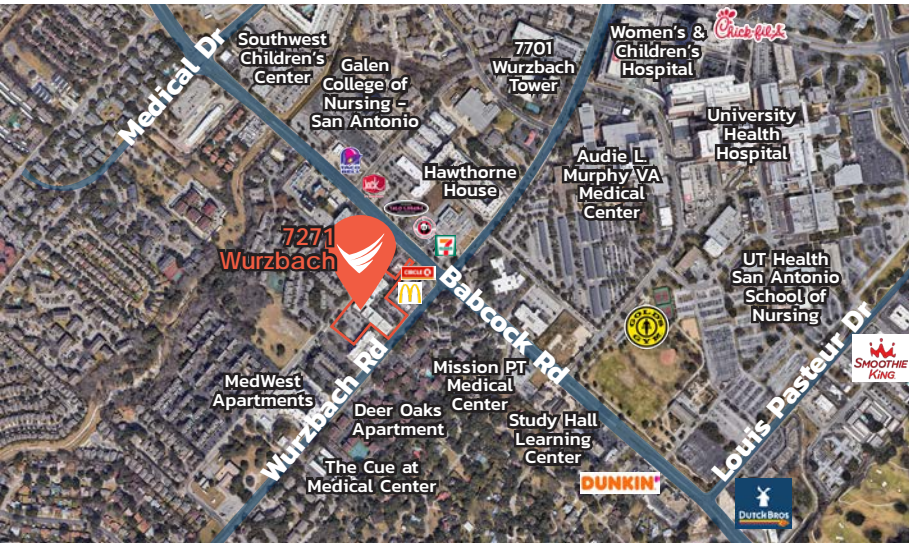 Medical Dr
Southwest
Children's
Center
Galen
College of
Nursing -
San Antonio
7701
Wurzbach
Tower
Women's &
Children's
Hospital
Chick-fil-A
University
Health
Hospital
Hawthorne
House
Audie L.
Murphy VA
Medical
Center
7271
Wurzbach
CIRCLE K
Babcock Rd
UT Health
San Antonio
School of
Nursing
GOLD'S
GYM
Louis Pasteur Dr
SMOOTHIE
KING
Wurzbach Rd
MedWest
Apartments
Mission PT
Medical
Center
Deer Oaks
Apartment
Study Hall
Learning
Center
The Cue at
Medical Center
DUNKIN'
DUTCH BROS